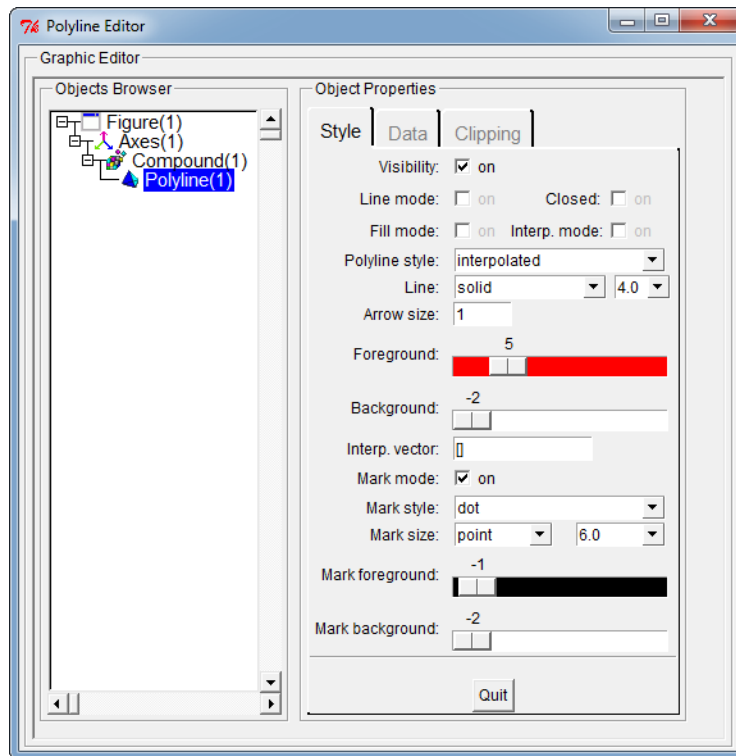 Polyline Editor
Graphic Editor
Objects Browser
Figure(1)
Axes(1)
Compound(1)
Polyline(1)
Object Properties
Style Data Clipping
Visibility: on
Line mode: on Closed: on
Fill mode: on Interp. mode: on
Polyline style: interpolated
Line: solid 4.0
Arrow size: 1
5
Foreground:
-2
Background:
Interp. vector: []
Mark mode: on
Mark style: dot
Mark size: point 6.0
-1
Mark foreground:
-2
Mark background:
Quit